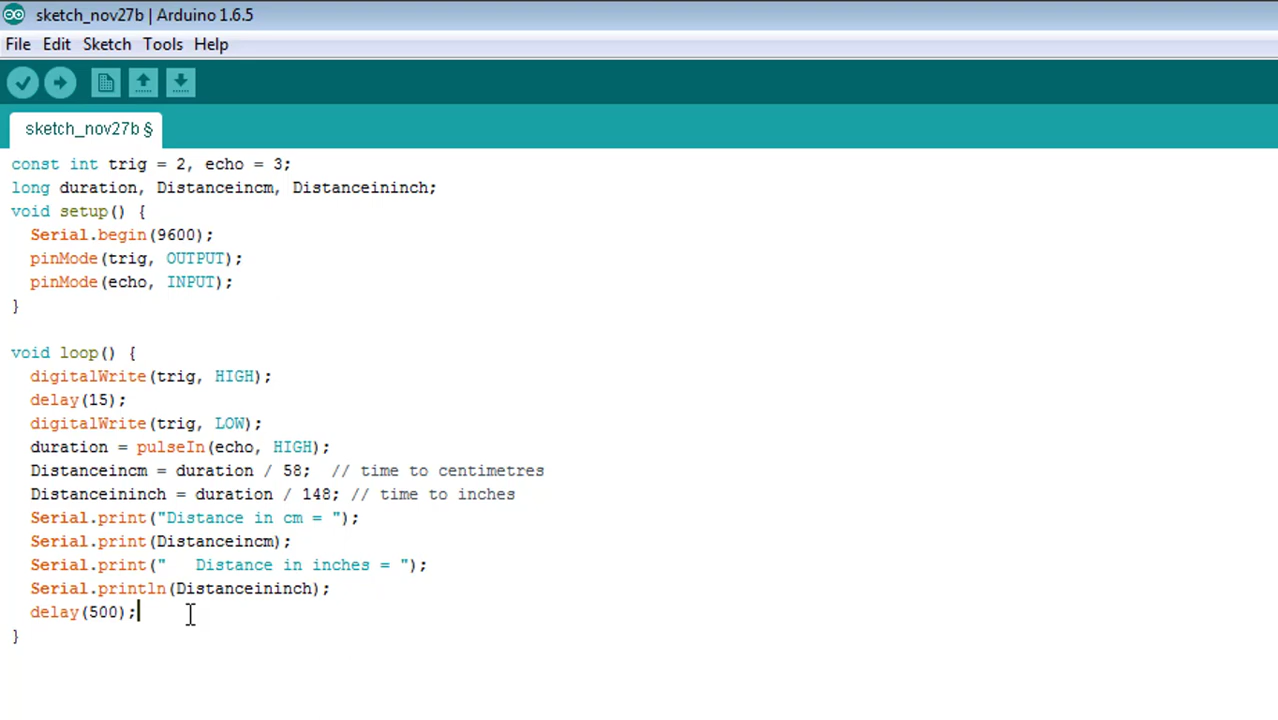 sketch_nov27b | Arduino 1.6.5
File Edit Sketch Tools Help
sketch_nov27b §
const int trig = 2, echo = 3;
long duration, Distanceincm, Distanceininch;
void setup() {
  Serial.begin(9600);
  pinMode(trig, OUTPUT);
  pinMode(echo, INPUT);
}

void loop() {
  digitalWrite(trig, HIGH);
  delay(15);
  digitalWrite(trig, LOW);
  duration = pulseIn(echo, HIGH);
  Distanceincm = duration / 58;  // time to centimetres
  Distanceininch = duration / 148; // time to inches
  Serial.print("Distance in cm = ");
  Serial.print(Distanceincm);
  Serial.print("   Distance in inches = ");
  Serial.println(Distanceininch);
  delay(500);
}